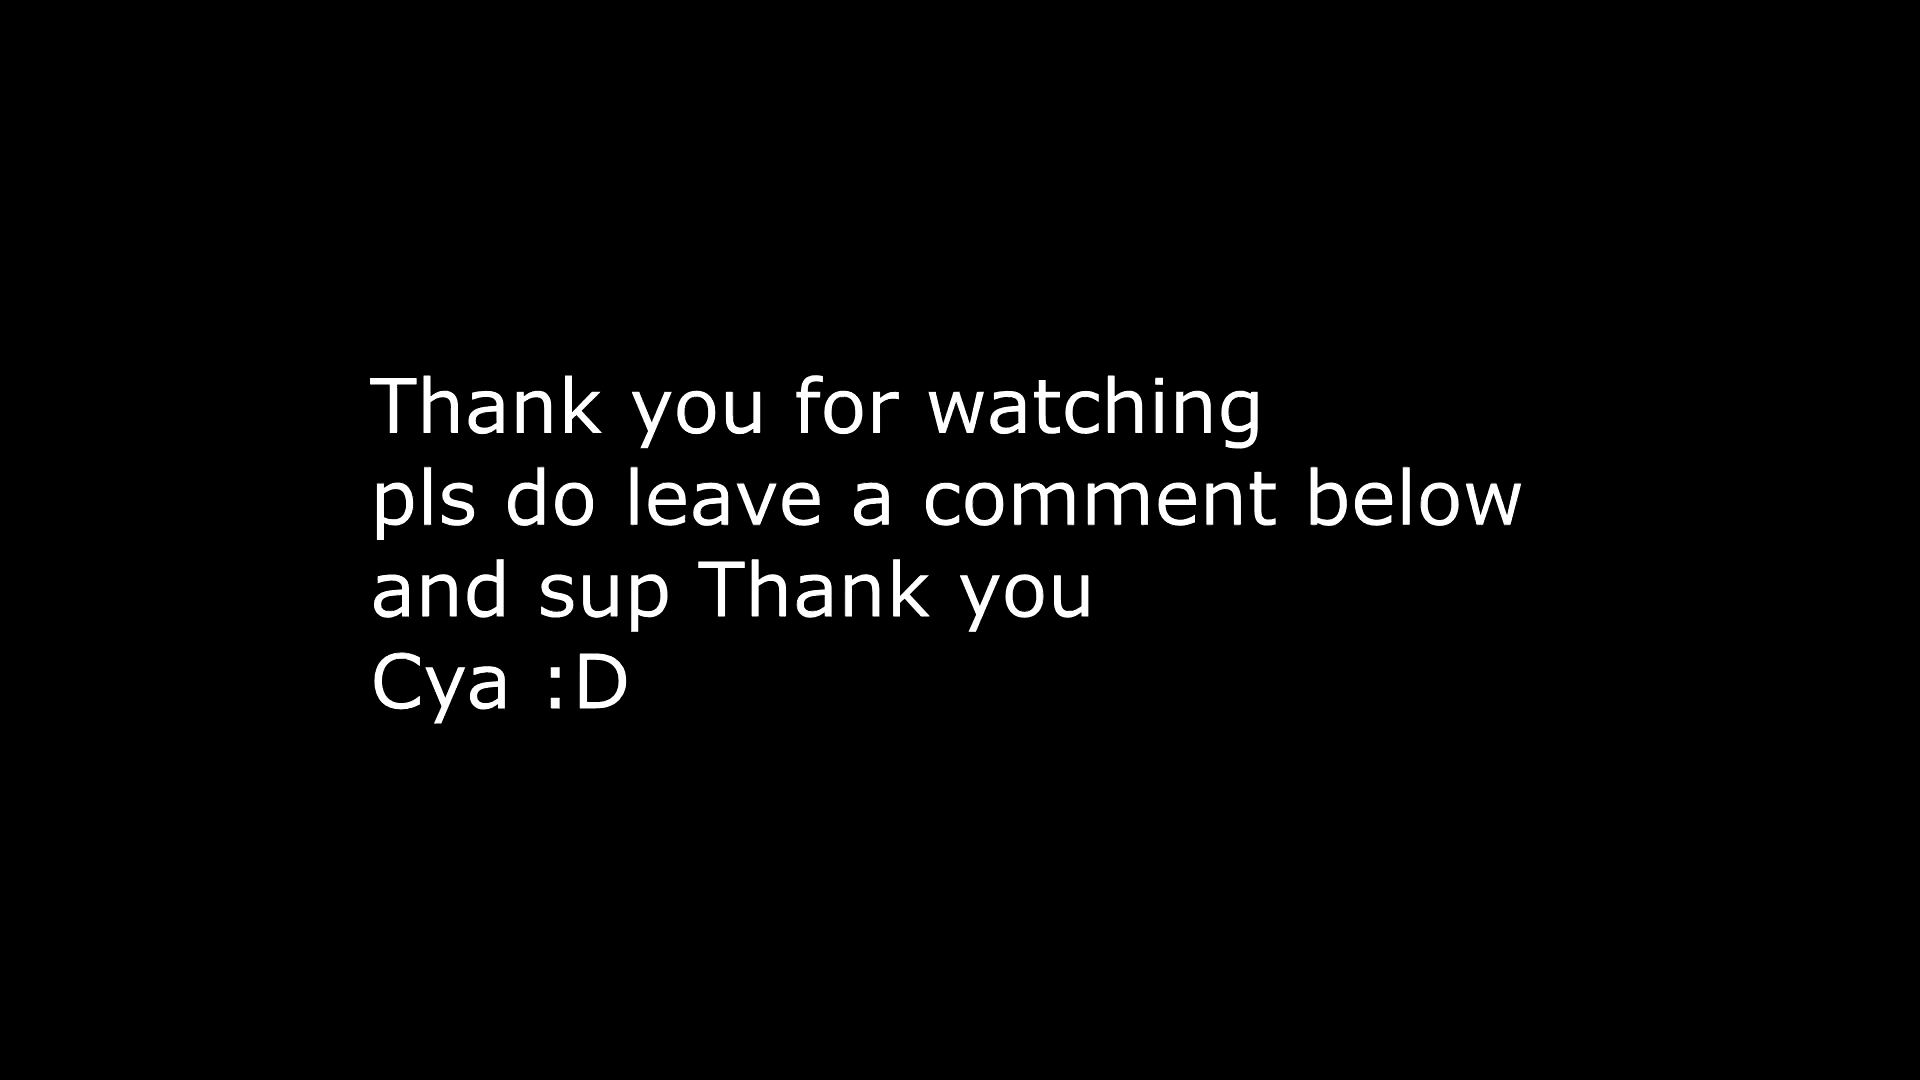 Thank you for watching
pls do leave a comment below
and sup Thank you
Cya :D